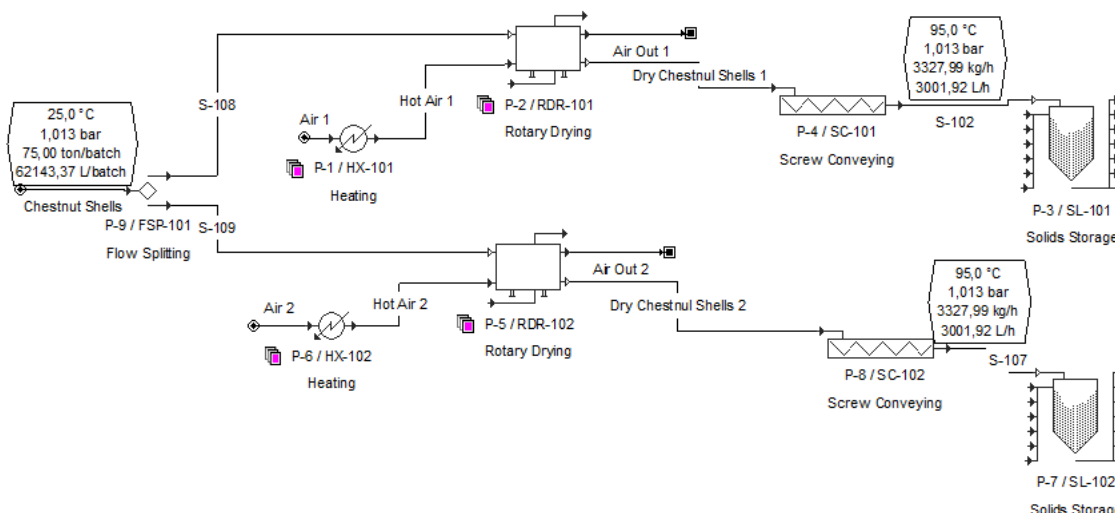 95,0 °C
1,013 bar
3327,99 kg/h
3001,92 L/h
Air Out 1
Dry Chestnul Shells 1
S-108
Hot Air 1
P-2 / RDR-101
Rotary Drying
25,0 °C
1,013 bar
75,00 ton/batch
62143,37 L/batch
Air 1
P-4 / SC-101
Screw Conveying
S-102
P-1 / HX-101
Heating
Chestnut Shells
P-9 / FSP-101
S-109
Flow Splitting
P-3 / SL-101
Solids Storage
Air Out 2
Hot Air 2
Dry Chestnul Shells 2
95,0 °C
1,013 bar
3327,99 kg/h
3001,92 L/h
Air 2
P-5 / RDR-102
Rotary Drying
P-6 / HX-102
Heating
S-107
P-8 / SC-102
Screw Conveying
P-7 / SL-102
Solids Storage